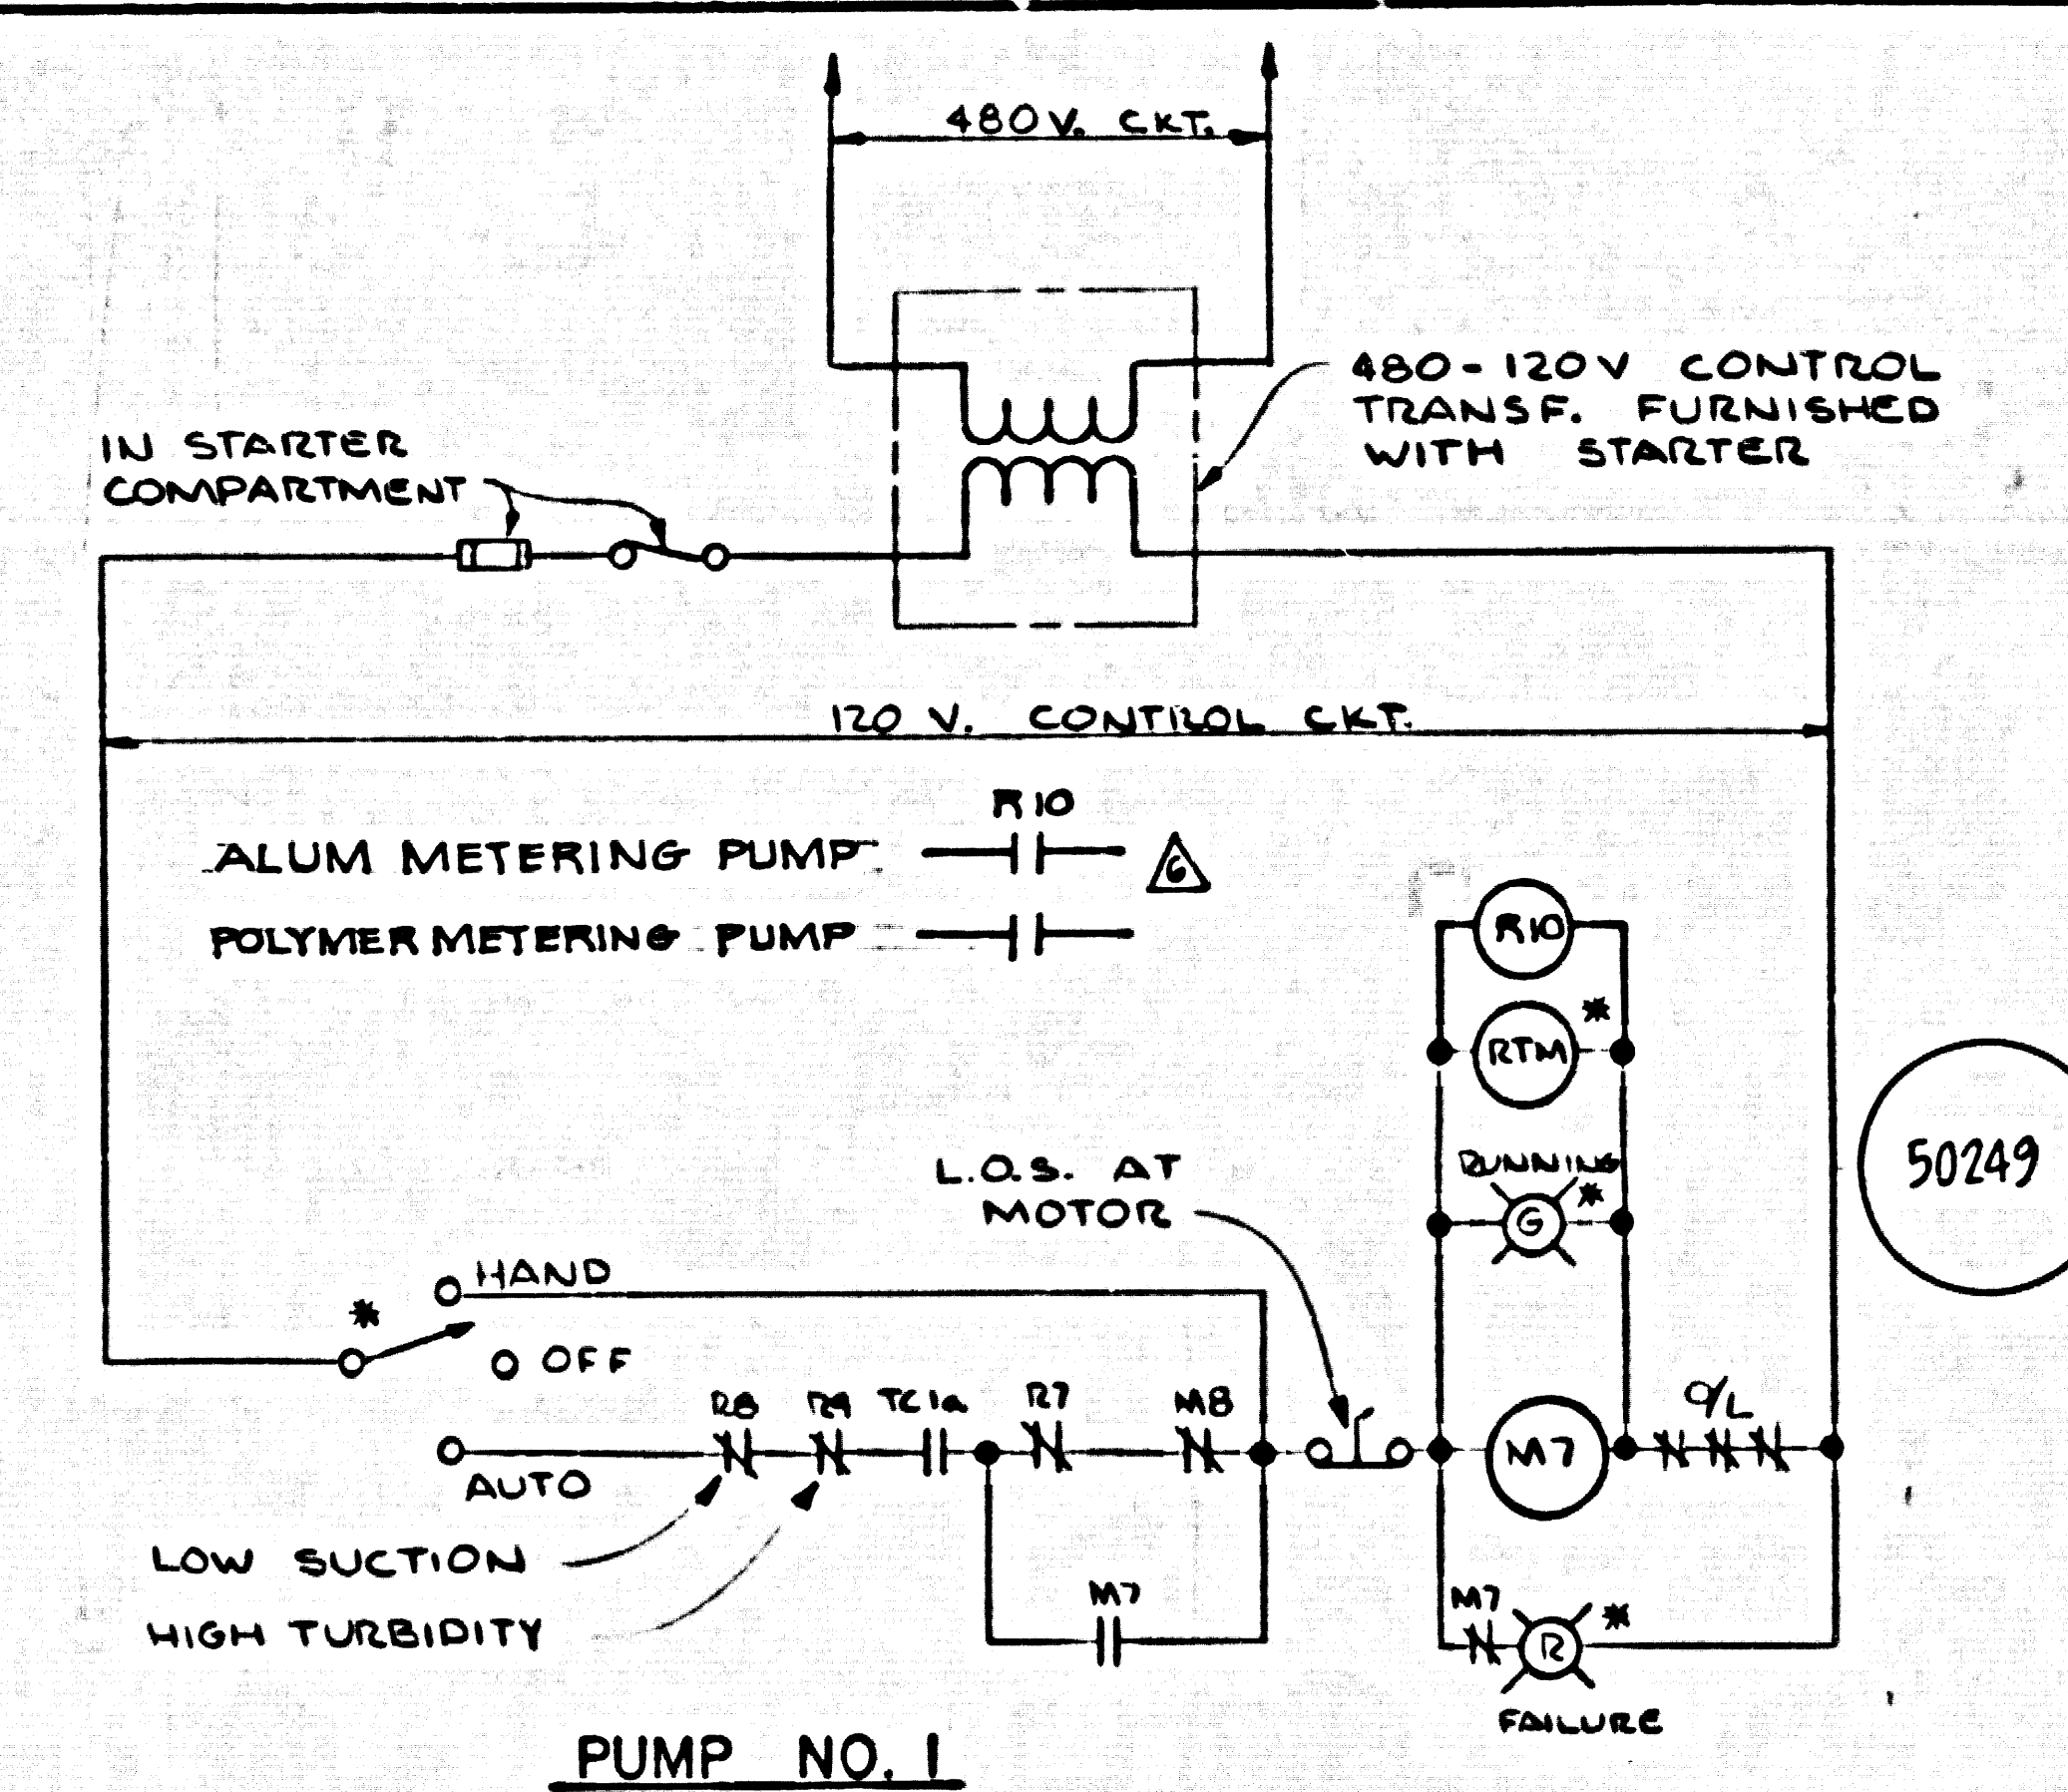 480 V. CKT.
480-120V CONTROL
TRANSF. FURNISHED
WITH STARTER
IN STARTER
COMPARTMENT
120 V. CONTROL CKT.
R10
ALUM METERING PUMP
6
POLYMER METERING PUMP
R10
RTM *
50249
L.O.S. AT
MOTOR
RUNNING
G *
HAND
*
OFF
R8 R9 TC1a R7 M8
O/L
M7
AUTO
LOW SUCTION
HIGH TURBIDITY
M7
M7
R *
FAILURE
PUMP NO. 1